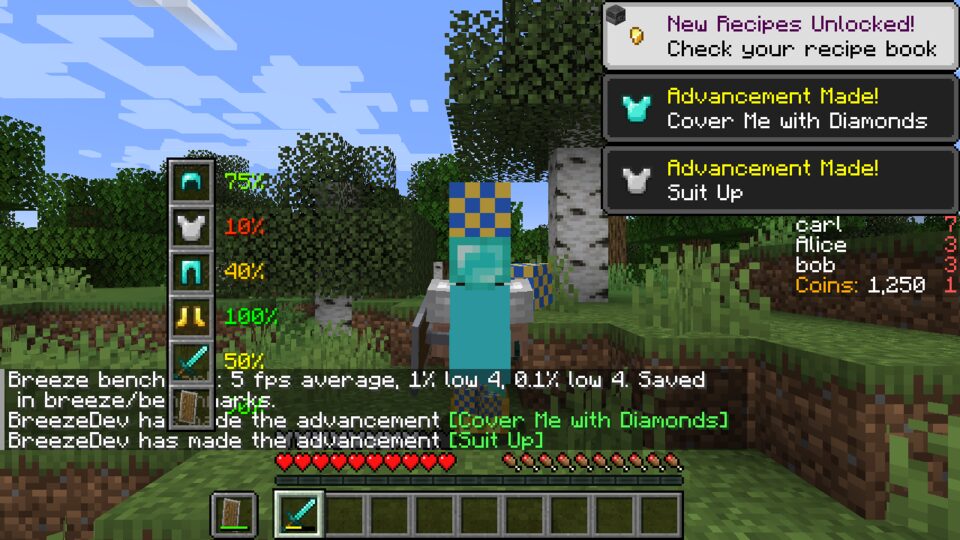 New Recipes Unlocked!
Check your recipe book
Advancement Made!
Cover Me with Diamonds
Advancement Made!
Suit Up
75%
10%
40%
100%
50%
carl 7
Alice 3
bob 3
Coins: 1,250 1
Breeze bench : 5 fps average, 1% low 4, 0.1% low 4. Saved
in breeze/be arks.
BreezeDev ha de the advancement [Cover Me with Diamonds]
BreezeDev has made the advancement [Suit Up]